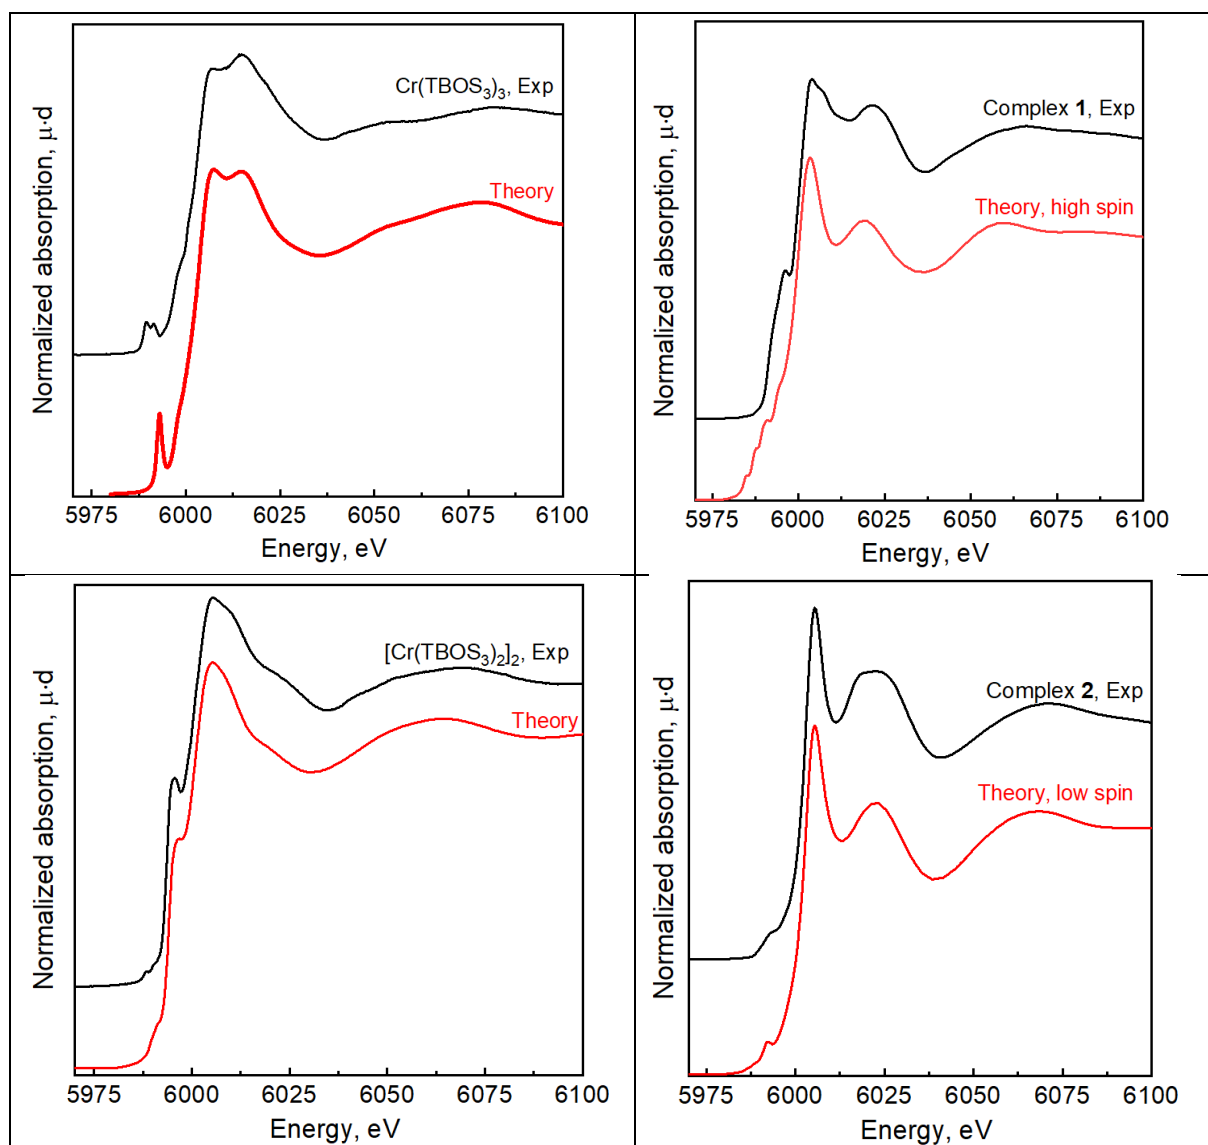 Cr(TBOS₃)₃, Exp
Theory
Normalized absorption, μ·d
5975 6000 6025 6050 6075 6100
Energy, eV
Complex 1, Exp
Theory, high spin
Normalized absorption, μ·d
5975 6000 6025 6050 6075 6100
Energy, eV
[Cr(TBOS₃)₂]₂, Exp
Theory
Normalized absorption, μ·d
5975 6000 6025 6050 6075 6100
Energy, eV
Complex 2, Exp
Theory, low spin
Normalized absorption, μ·d
5975 6000 6025 6050 6075 6100
Energy, eV